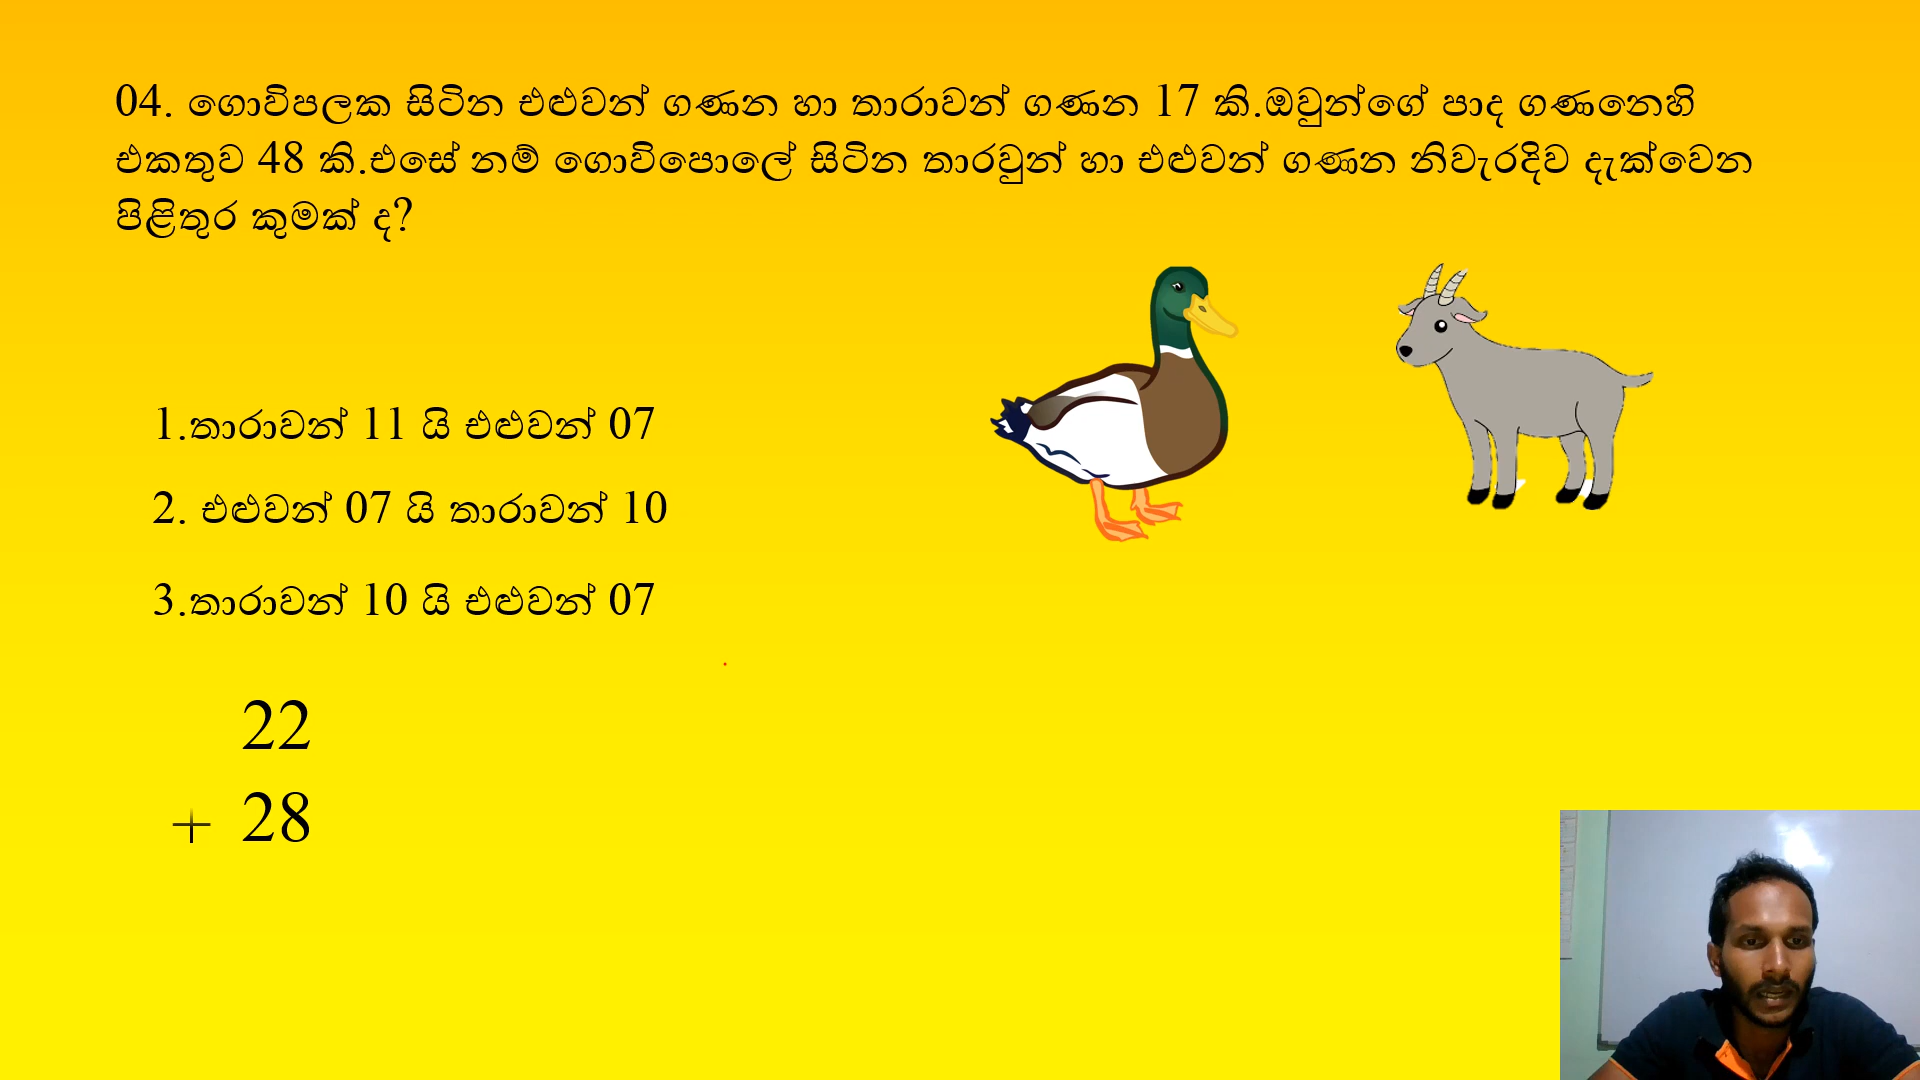 04. ගොවිපලක සිටින එළුවන් ගණන හා තාරාවන් ගණන 17 කි.ඔවුන්ගේ පාද ගණනෙහි
එකතුව 48 කි.එසේ නම් ගොවිපොලේ සිටින තාරවුන් හා එළුවන් ගණන නිවැරදිව දැක්වෙන
පිළිතුර කුමක් ද?
1.තාරාවන් 11 යි එළුවන් 07
2. එළුවන් 07 යි තාරාවන් 10
3.තාරාවන් 10 යි එළුවන් 07
22
+ 28